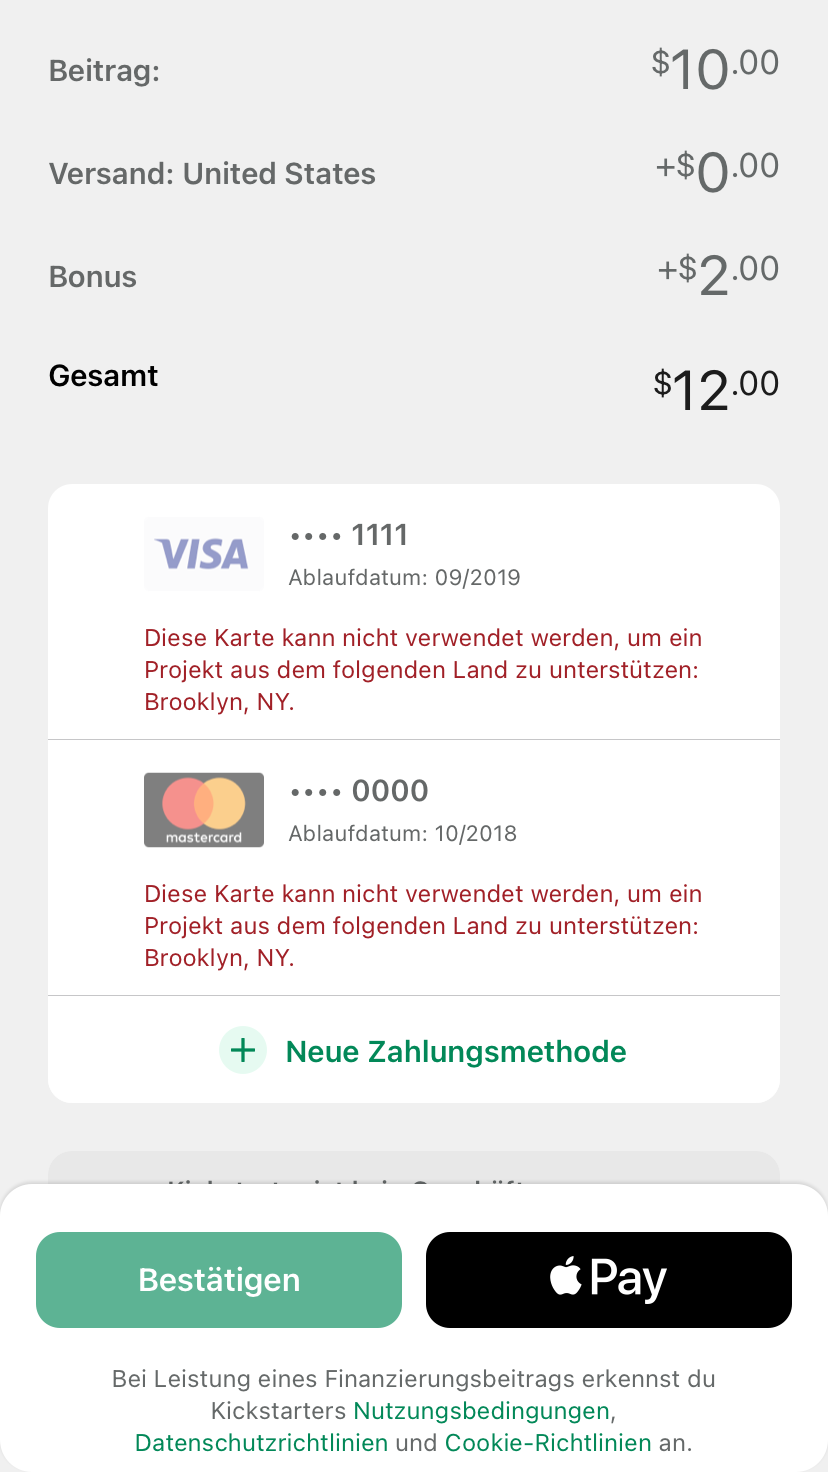 Beitrag: $10.00
Versand: United States +$0.00
Bonus +$2.00
Gesamt $12.00
VISA •••• 1111
Ablaufdatum: 09/2019
Diese Karte kann nicht verwendet werden, um ein
Projekt aus dem folgenden Land zu unterstützen:
Brooklyn, NY.
•••• 0000
mastercard Ablaufdatum: 10/2018
Diese Karte kann nicht verwendet werden, um ein
Projekt aus dem folgenden Land zu unterstützen:
Brooklyn, NY.
+ Neue Zahlungsmethode
Bestätigen Pay
Bei Leistung eines Finanzierungsbeitrags erkennst du
Kickstarters Nutzungsbedingungen,
Datenschutzrichtlinien und Cookie-Richtlinien an.